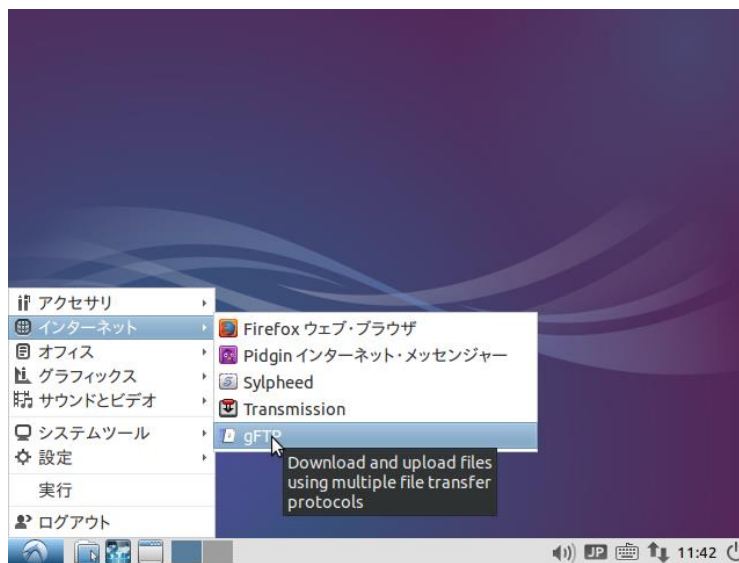 アクセサリ
インターネット
オフィス
グラフィックス
サウンドとビデオ
システムツール
設定
実行
ログアウト
Firefox ウェブ・ブラウザ
Pidgin インターネット・メッセンジャー
Sylpheed
Transmission
gFTP
Download and upload files
using multiple file transfer
protocols
JP
11:42